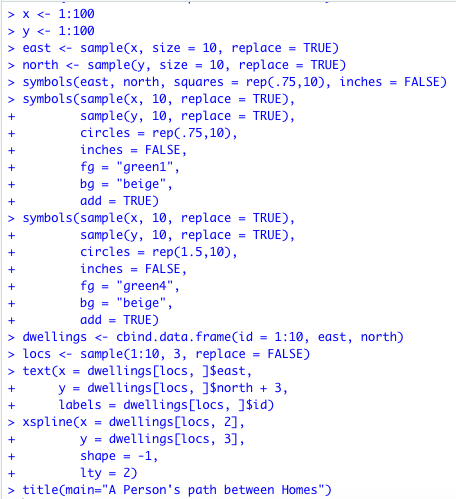 > x <- 1:100
> y <- 1:100
> east <- sample(x, size = 10, replace = TRUE)
> north <- sample(y, size = 10, replace = TRUE)
> symbols(east, north, squares = rep(.75,10), inches = FALSE)
> symbols(sample(x, 10, replace = TRUE),
+         sample(y, 10, replace = TRUE),
+         circles = rep(.75,10),
+         inches = FALSE,
+         fg = "green1",
+         bg = "beige",
+         add = TRUE)
> symbols(sample(x, 10, replace = TRUE),
+         sample(y, 10, replace = TRUE),
+         circles = rep(1.5,10),
+         inches = FALSE,
+         fg = "green4",
+         bg = "beige",
+         add = TRUE)
> dwellings <- cbind.data.frame(id = 1:10, east, north)
> locs <- sample(1:10, 3, replace = FALSE)
> text(x = dwellings[locs, ]$east,
+      y = dwellings[locs, ]$north + 3,
+      labels = dwellings[locs, ]$id)
> xspline(x = dwellings[locs, 2],
+         y = dwellings[locs, 3],
+         shape = -1,
+         lty = 2)
> title(main="A Person's path between Homes")